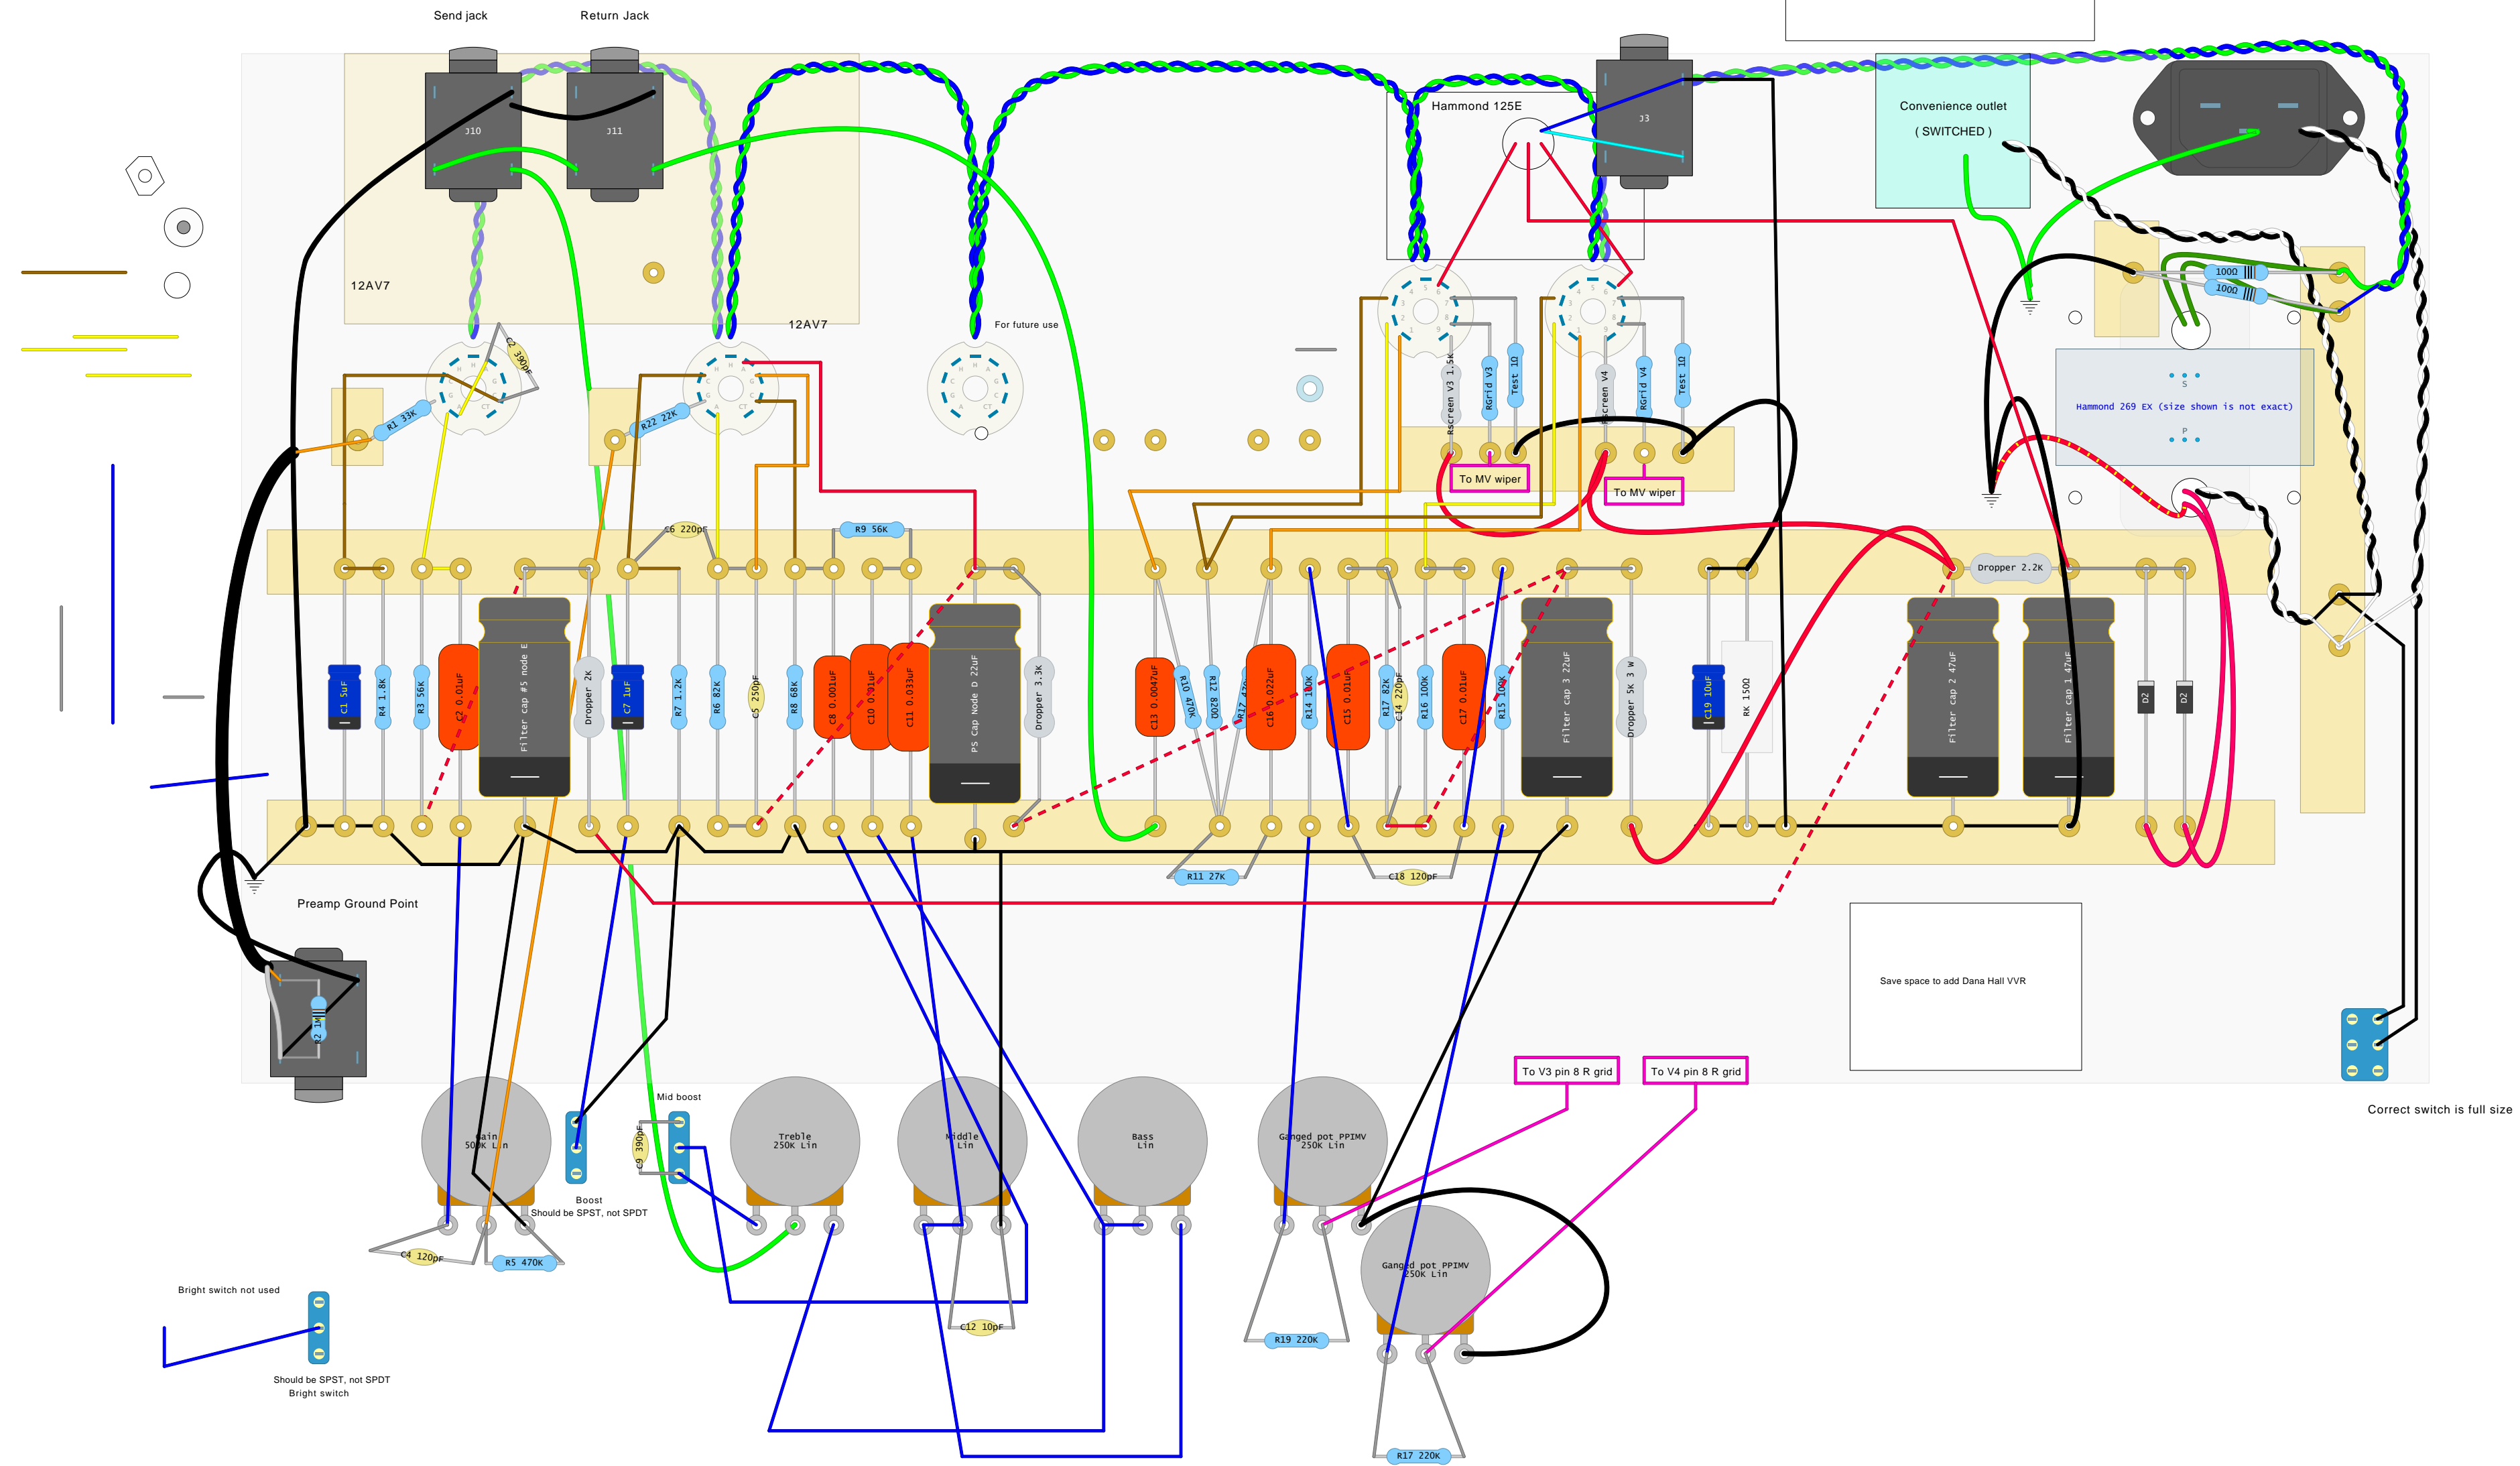 Send jack
Return Jack
J10
J11
J3
Hammond 125E
Convenience outlet
( SWITCHED )
12AV7
12AV7
For future use
100Ω
100Ω
C2 390pF
R1 33K
R22 22K
Rscreen V3 1.5K
RGrid V3
Test 1Ω
Rscreen V4
RGrid V4
Test 1Ω
S
Hammond 269 EX (size shown is not exact)
P
To MV wiper
To MV wiper
C6 220pF
R9 56K
Dropper 2.2K
C1 5uF
R4 1.8K
R3 56K
C2 0.01uF
Filter cap #5 node E
Dropper 2K
C7 1uF
R7 1.2K
R6 82K
C5 250pF
R8 68K
C8 0.001uF
C10 0.01uF
C11 0.033uF
PS Cap Node D 22uF
Dropper 3.3K
C13 0.0047uF
R10 470K
R12 820Ω
C16 0.022uF
R14 100K
C15 0.01uF
R17 82K
C14 220pF
R16 100K
C17 0.01uF
R15 100K
Filter cap 3 22uF
Dropper 5K 3 W
C19 10uF
RK 150Ω
Filter cap 2 47uF
Filter cap 1 47uF
D2
D2
R11 27K
C18 120pF
Preamp Ground Point
R2 1M
Save space to add Dana Hall VVR
To V3 pin 8 R grid
To V4 pin 8 R grid
Correct switch is full size
Mid boost
Gain
500K Lin
C9 390pF
Treble
250K Lin
Middle
Lin
Bass
Lin
Ganged pot PPIMV
250K Lin
Boost
Should be SPST, not SPDT
C4 120pF
R5 470K
Ganged pot PPIMV
250K Lin
Bright switch not used
C12 10pF
R19 220K
Should be SPST, not SPDT
Bright switch
R17 220K